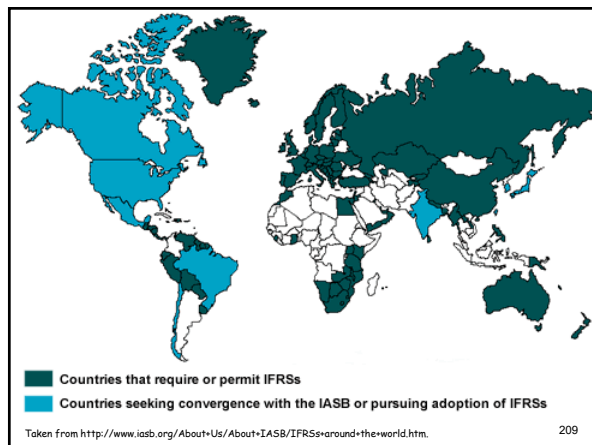 Countries that require or permit IFRSs
Countries seeking convergence with the IASB or pursuing adoption of IFRSs
Taken from http://www.iasb.org/About+Us/About+IASB/IFRSs+around+the+world.htm.
209